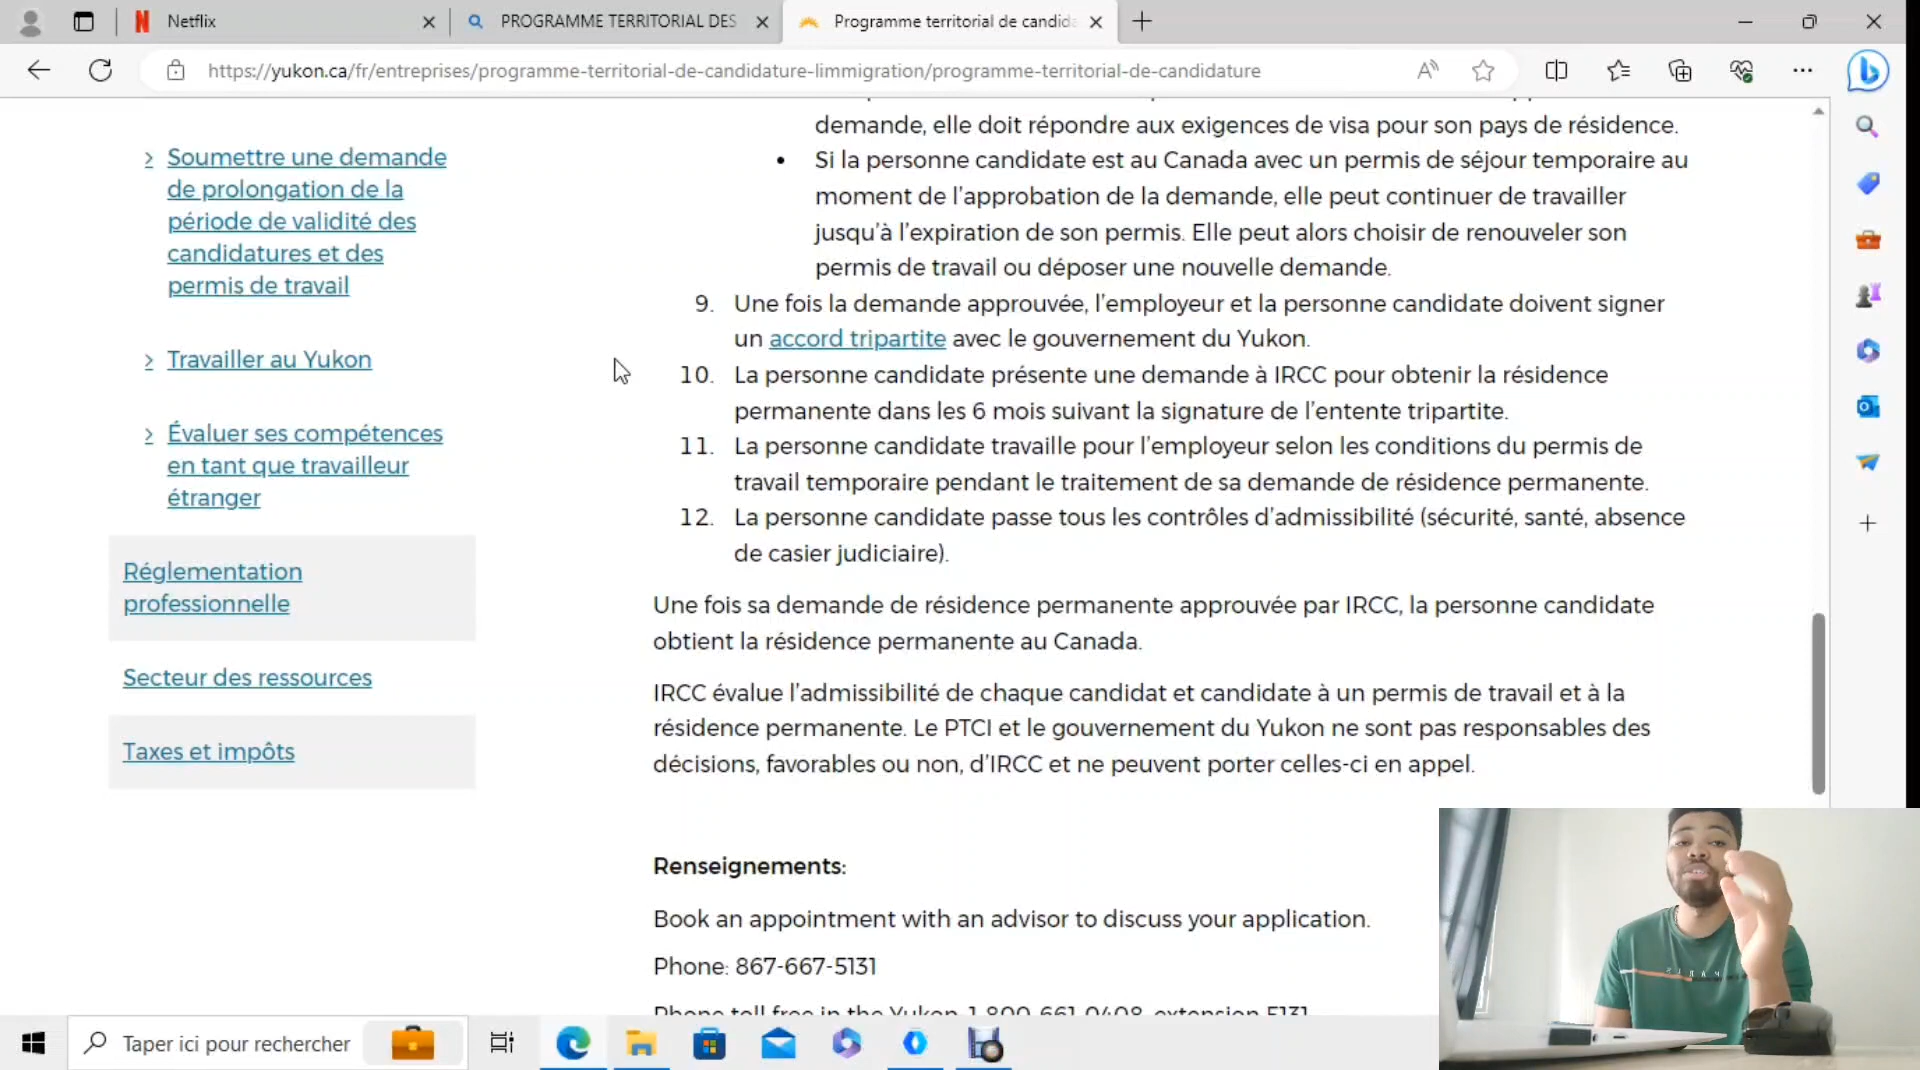 Netflix
PROGRAMME TERRITORIAL DES
Programme territorial de candid
https://yukon.ca/fr/entreprises/programme-territorial-de-candidature-limmigration/programme-territorial-de-candidature
Soumettre une demande
de prolongation de la
période de validité des
candidatures et des
permis de travail
Travailler au Yukon
Évaluer ses compétences
en tant que travailleur
étranger
Réglementation
professionnelle
Secteur des ressources
Taxes et impôts
demande, elle doit répondre aux exigences de visa pour son pays de résidence.
• Si la personne candidate est au Canada avec un permis de séjour temporaire au
moment de l'approbation de la demande, elle peut continuer de travailler
jusqu'à l'expiration de son permis. Elle peut alors choisir de renouveler son
permis de travail ou déposer une nouvelle demande.
9. Une fois la demande approuvée, l'employeur et la personne candidate doivent signer
un accord tripartite avec le gouvernement du Yukon.
10. La personne candidate présente une demande à IRCC pour obtenir la résidence
permanente dans les 6 mois suivant la signature de l'entente tripartite.
11. La personne candidate travaille pour l'employeur selon les conditions du permis de
travail temporaire pendant le traitement de sa demande de résidence permanente.
12. La personne candidate passe tous les contrôles d'admissibilité (sécurité, santé, absence
de casier judiciaire).
Une fois sa demande de résidence permanente approuvée par IRCC, la personne candidate
obtient la résidence permanente au Canada.
IRCC évalue l'admissibilité de chaque candidat et candidate à un permis de travail et à la
résidence permanente. Le PTCI et le gouvernement du Yukon ne sont pas responsables des
décisions, favorables ou non, d'IRCC et ne peuvent porter celles-ci en appel.
Renseignements:
Book an appointment with an advisor to discuss your application.
Phone: 867-667-5131
Phone toll free in the Yukon 1-800-661-0408, extension 5131
Taper ici pour rechercher